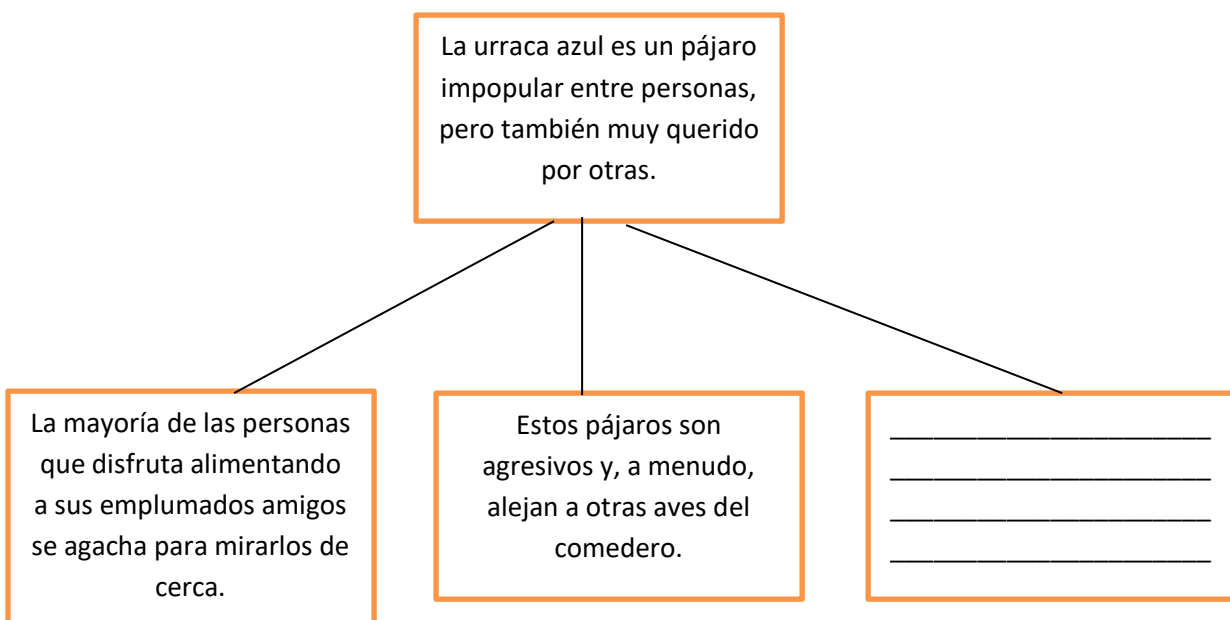 La urraca azul es un pájaro
impopular entre personas,
pero también muy querido
por otras.
La mayoría de las personas
que disfruta alimentando
a sus emplumados amigos
se agacha para mirarlos de
cerca.
Estos pájaros son
agresivos y, a menudo,
alejan a otras aves del
comedero.